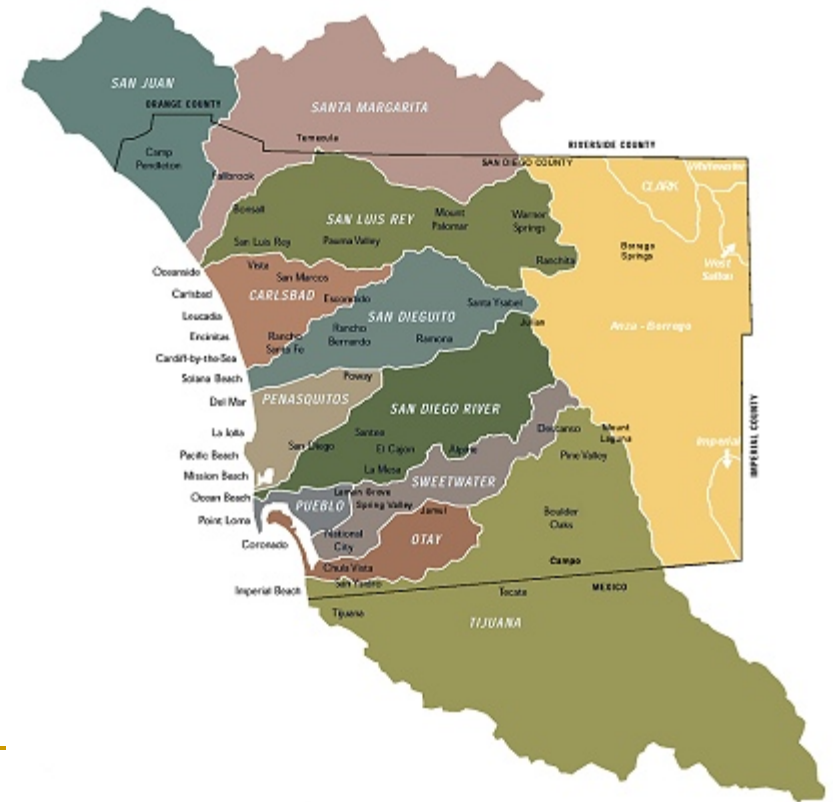 SAN JUAN
ORANGE COUNTY
SANTA MARGARITA
Temecula
RIVERSIDE COUNTY
Camp
Pendleton
SAN DIEGO COUNTY
Whitewater
Fallbrook
CLARK
Bonsall
SAN LUIS REY
Mount
Palomar
Warner
Springs
San Luis Rey
Pauma Valley
Borrego
Springs
Ranchita
West
Salton
Oceanside
Vista
San Marcos
Carlsbad
CARLSBAD
Escondido
Santa Ysabel
Leucadia
SAN DIEGUITO
Julian
Anza - Borrego
Encinitas
Rancho
Santa Fe
Rancho
Bernardo
Ramona
Cardiff-by-the-Sea
Solana Beach
Poway
Del Mar
PENASQUITOS
SAN DIEGO RIVER
IMPERIAL COUNTY
La Jolla
Santee
Descanso
Mount
Laguna
San Diego
El Cajon
Alpine
Imperial
Pacific Beach
Pine Valley
Mission Beach
La Mesa
SWEETWATER
Ocean Beach
Lemon Grove
PUEBLO
Spring Valley
Jamul
Point Loma
Boulder
Oaks
National
City
OTAY
Coronado
Chula Vista
Campo
San Ysidro
Imperial Beach
Tecate
MEXICO
Tijuana
TIJUANA